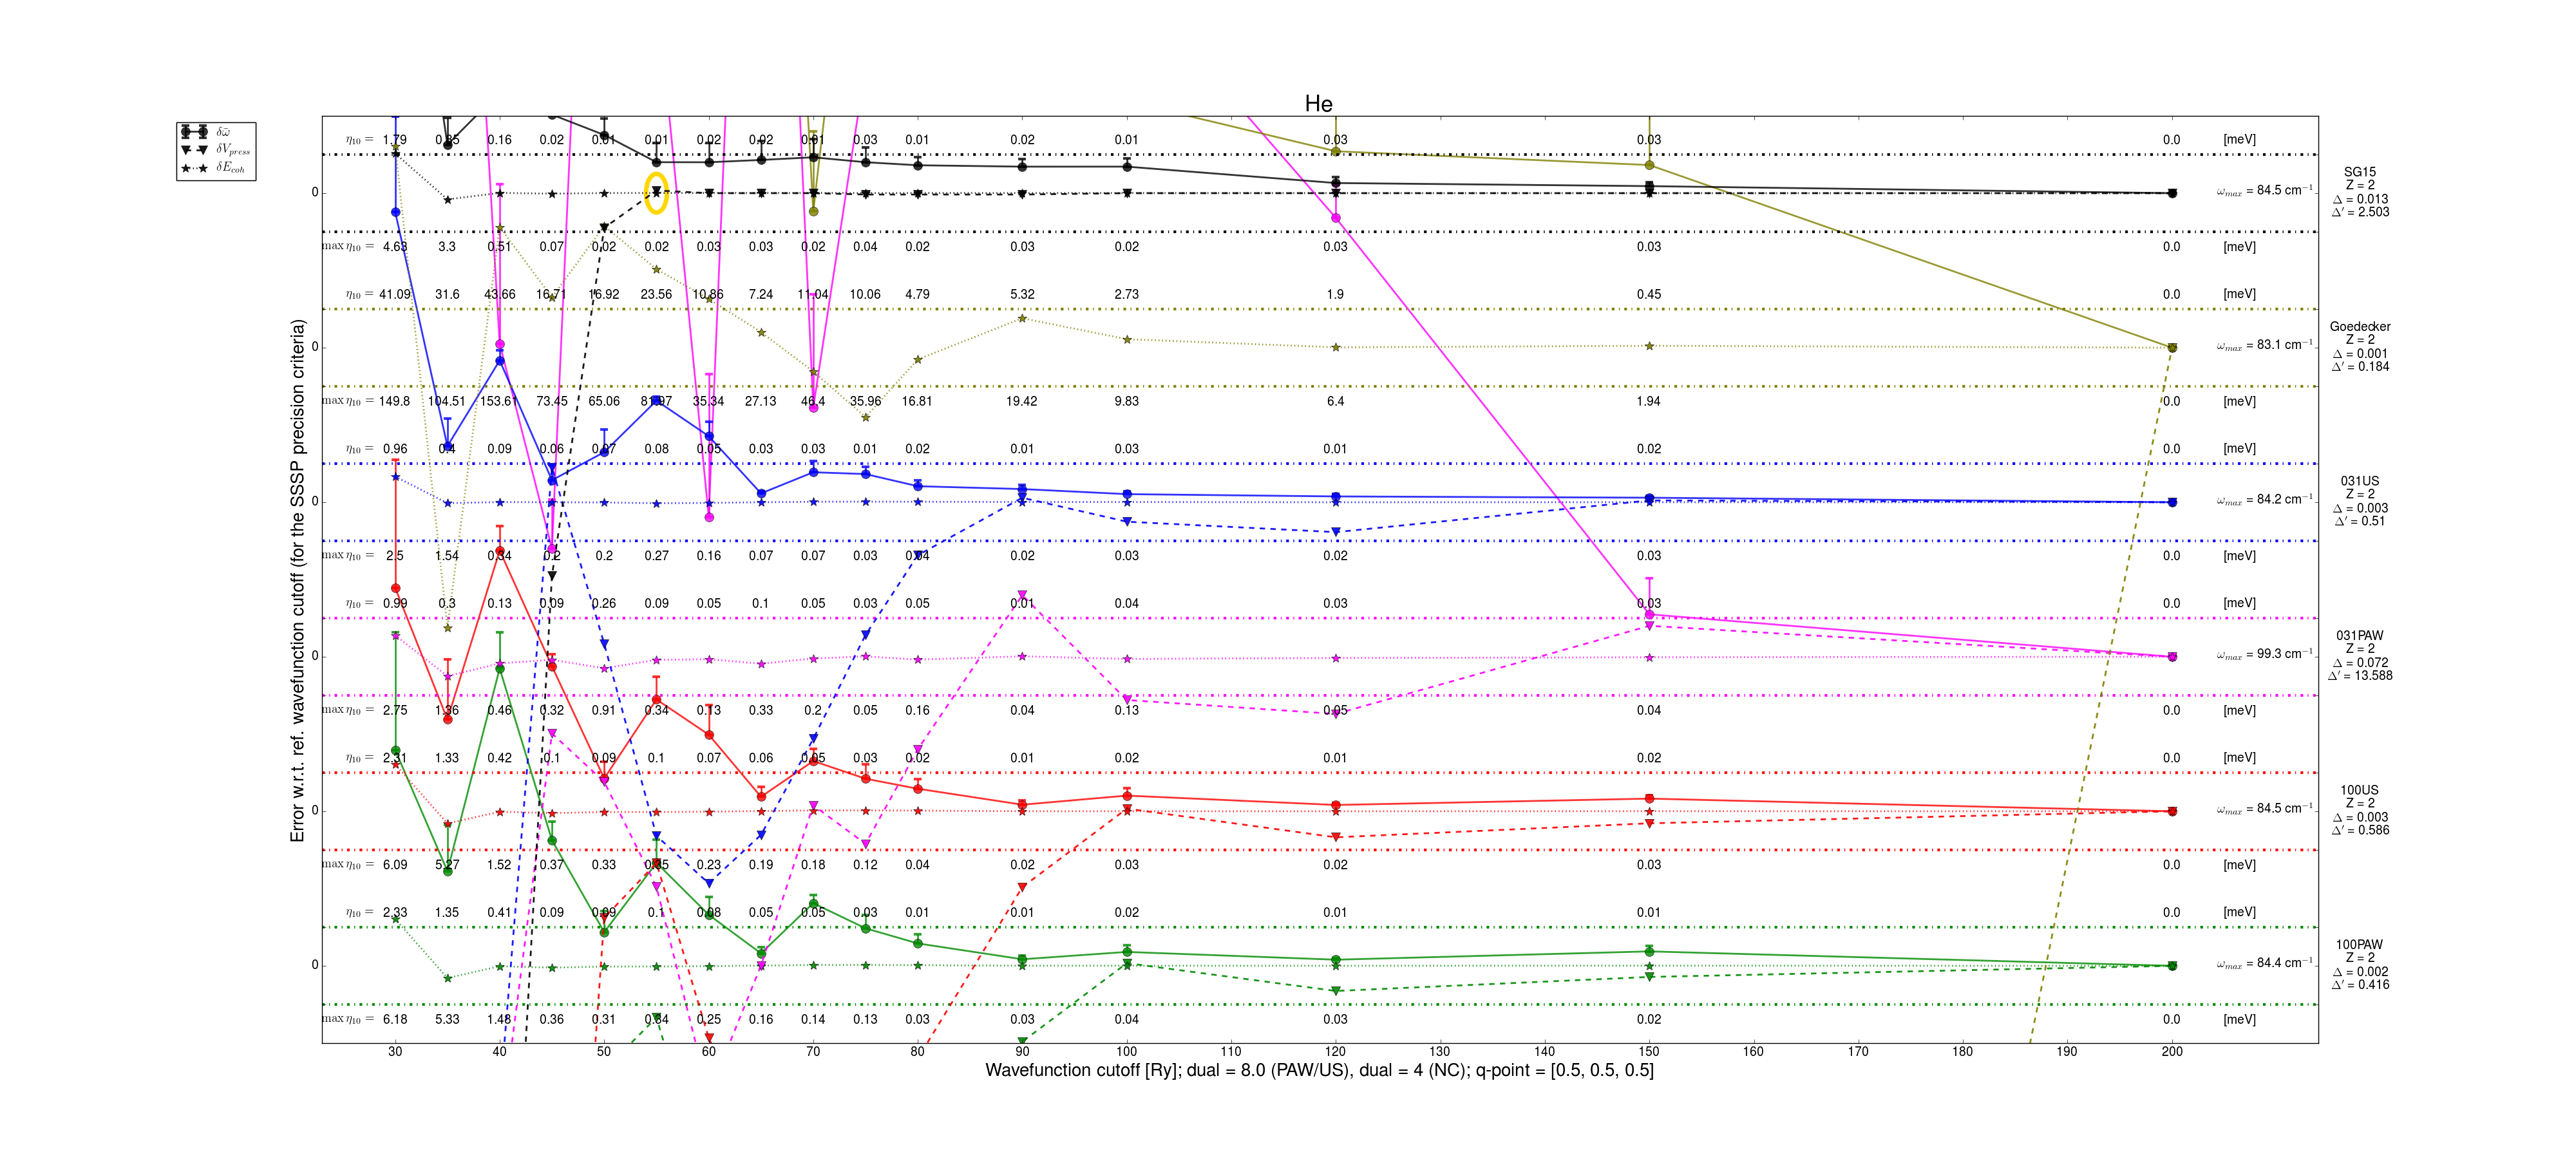 He
δω̄
δV_press
δE_coh
η₁₀ = 1.79 0.35 0.16 0.02 0.01 0.01 0.02 0.02 0.01 0.03 0.01 0.02 0.01 0.03 0.03 0.0 [meV]
0 ω_max = 84.5 cm⁻¹
max η₁₀ = 4.63 3.3 0.51 0.07 0.02 0.02 0.03 0.03 0.02 0.04 0.02 0.03 0.02 0.03 0.03 0.0 [meV]
SG15
Z = 2
Δ = 0.013
Δ′ = 2.503
η₁₀ = 41.09 31.6 43.66 16.71 16.92 23.56 10.86 7.24 11.04 10.06 4.79 5.32 2.73 1.9 0.45 0.0 [meV]
0 ω_max = 83.1 cm⁻¹
max η₁₀ = 149.8 104.51 153.61 73.45 65.06 81.97 35.34 27.13 46.4 35.96 16.81 19.42 9.83 6.4 1.94 0.0 [meV]
Goedecker
Z = 2
Δ = 0.001
Δ′ = 0.184
η₁₀ = 0.96 0.4 0.09 0.06 0.07 0.08 0.05 0.03 0.03 0.01 0.02 0.01 0.03 0.01 0.02 0.0 [meV]
0 ω_max = 84.2 cm⁻¹
max η₁₀ = 2.5 1.54 0.34 0.2 0.2 0.27 0.16 0.07 0.07 0.03 0.04 0.02 0.03 0.02 0.03 0.0 [meV]
031US
Z = 2
Δ = 0.003
Δ′ = 0.51
η₁₀ = 0.99 0.3 0.13 0.09 0.26 0.09 0.05 0.1 0.05 0.03 0.05 0.01 0.04 0.03 0.03 0.0 [meV]
0 ω_max = 99.3 cm⁻¹
max η₁₀ = 2.75 1.36 0.46 0.32 0.91 0.34 0.13 0.33 0.2 0.05 0.16 0.04 0.13 0.05 0.04 0.0 [meV]
031PAW
Z = 2
Δ = 0.072
Δ′ = 13.588
η₁₀ = 2.31 1.33 0.42 0.1 0.09 0.1 0.07 0.06 0.05 0.03 0.02 0.01 0.02 0.01 0.02 0.0 [meV]
0 ω_max = 84.5 cm⁻¹
max η₁₀ = 6.09 5.27 1.52 0.37 0.33 0.35 0.23 0.19 0.18 0.12 0.04 0.02 0.03 0.02 0.03 0.0 [meV]
100US
Z = 2
Δ = 0.003
Δ′ = 0.586
η₁₀ = 2.33 1.35 0.41 0.09 0.09 0.1 0.08 0.05 0.05 0.03 0.01 0.01 0.02 0.01 0.01 0.0 [meV]
0 ω_max = 84.4 cm⁻¹
max η₁₀ = 6.18 5.33 1.48 0.36 0.31 0.34 0.25 0.16 0.14 0.13 0.03 0.03 0.04 0.03 0.02 0.0 [meV]
100PAW
Z = 2
Δ = 0.002
Δ′ = 0.416
Error w.r.t. ref. wavefunction cutoff (for the SSSP precision criteria)
30 40 50 60 70 80 90 100 110 120 130 140 150 160 170 180 190 200
Wavefunction cutoff [Ry]; dual = 8.0 (PAW/US), dual = 4 (NC); q-point = [0.5, 0.5, 0.5]